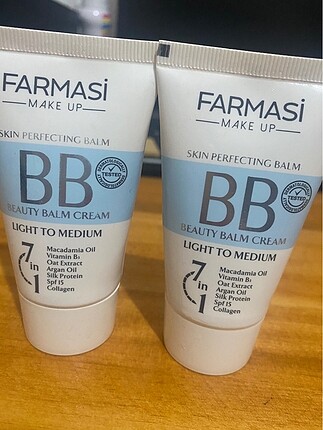 FARMASi
MAKE UP
SKIN PERFECTING BALM
BB
TESTED
BEAUTY BALM CREAM
LIGHT TO MEDIUM
7 in 1
Macadamia Oil
Vitamin B5
Oat Extract
Argan Oil
Silk Protein
Spf 15
Collagen
FARMASi
MAKE UP
SKIN PERFECTING BALM
BB
TESTED
BEAUTY BALM CREAM
LIGHT TO MEDIUM
7 in 1
Macadamia Oil
Vitamin B5
Oat Extract
Argan Oil
Silk Protein
Spf 15
Collagen